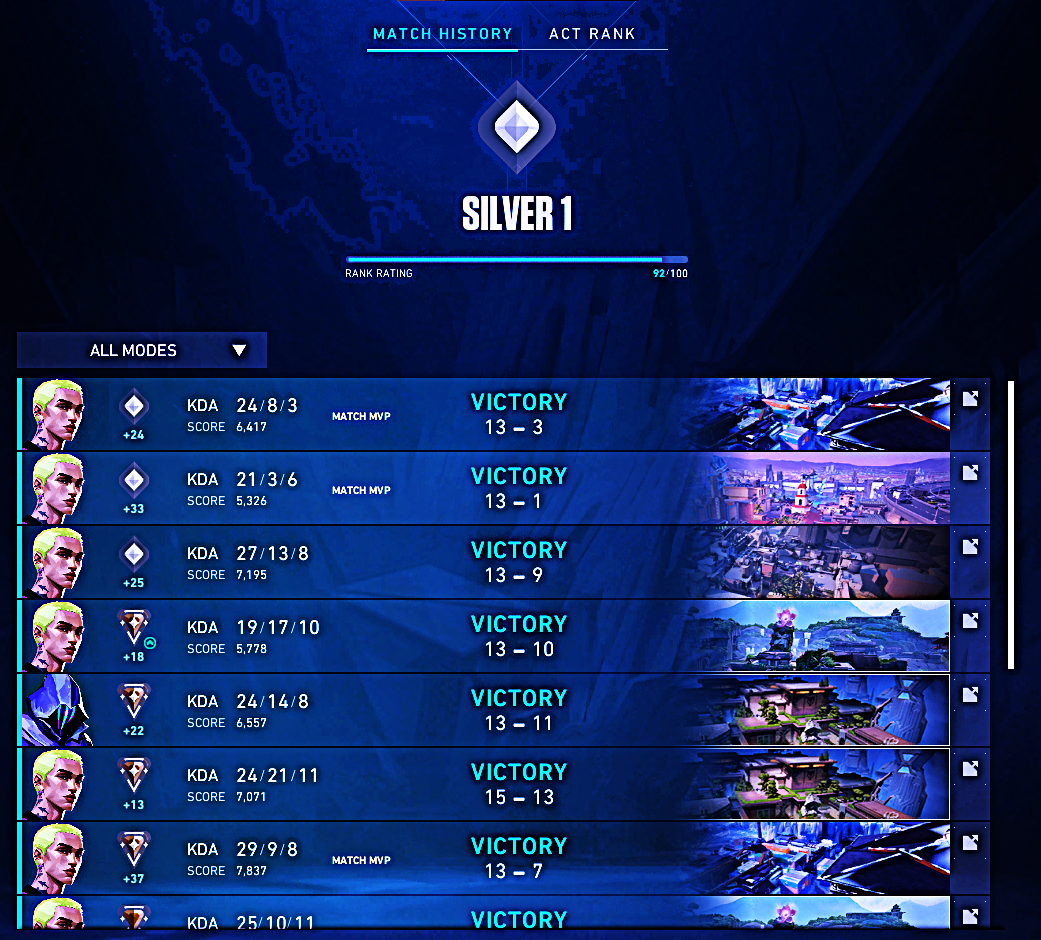 MATCH HISTORY ACT RANK
SILVER 1
RANK RATING 92/100
ALL MODES
KDA 24/8/3 MATCH MVP VICTORY
+24 SCORE 6,417 13 – 3
KDA 21/3/6 MATCH MVP VICTORY
+33 SCORE 5,326 13 – 1
KDA 27/13/8 VICTORY
+25 SCORE 7,195 13 – 9
KDA 19/17/10 VICTORY
+18 SCORE 5,778 13 – 10
KDA 24/14/8 VICTORY
+22 SCORE 6,557 13 – 11
KDA 24/21/11 VICTORY
+13 SCORE 7,071 15 – 13
KDA 29/9/8 MATCH MVP VICTORY
+37 SCORE 7,837 13 – 7
KDA 25/10/11 VICTORY